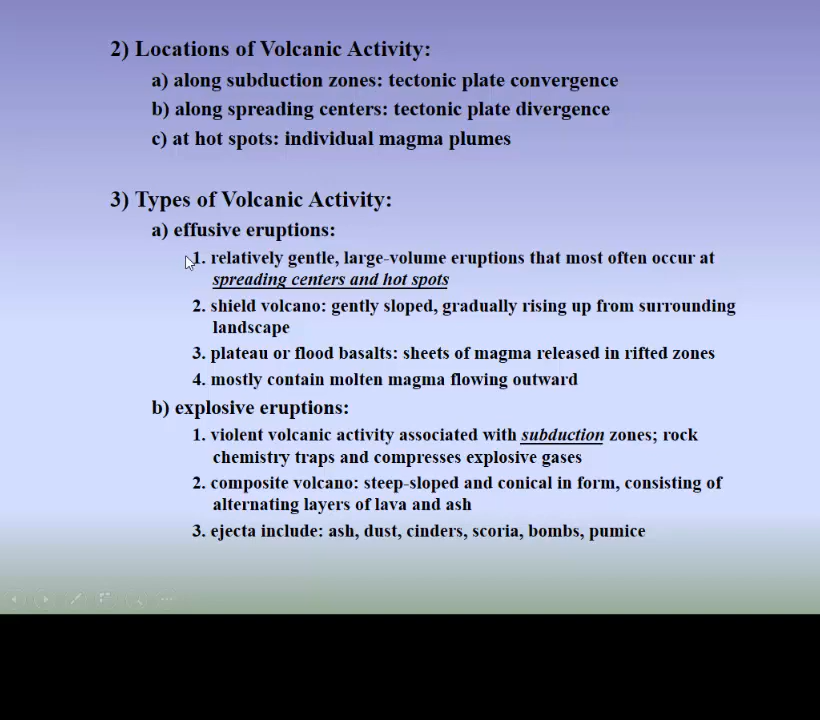 2) Locations of Volcanic Activity:
a) along subduction zones: tectonic plate convergence
b) along spreading centers: tectonic plate divergence
c) at hot spots: individual magma plumes
3) Types of Volcanic Activity:
a) effusive eruptions:
1. relatively gentle, large-volume eruptions that most often occur at
spreading centers and hot spots
2. shield volcano: gently sloped, gradually rising up from surrounding
landscape
3. plateau or flood basalts: sheets of magma released in rifted zones
4. mostly contain molten magma flowing outward
b) explosive eruptions:
1. violent volcanic activity associated with subduction zones; rock
chemistry traps and compresses explosive gases
2. composite volcano: steep-sloped and conical in form, consisting of
alternating layers of lava and ash
3. ejecta include: ash, dust, cinders, scoria, bombs, pumice